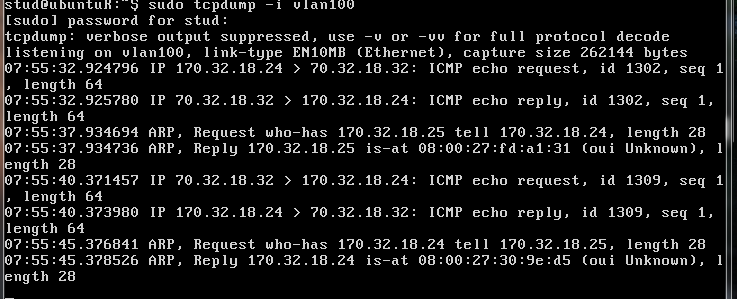 stud@ubuntuR:~$ sudo tcpdump -i vlan100
[sudo] password for stud:
tcpdump: verbose output suppressed, use -v or -vv for full protocol decode
listening on vlan100, link-type EN10MB (Ethernet), capture size 262144 bytes
07:55:32.924796 IP 170.32.18.24 > 70.32.18.32: ICMP echo request, id 1302, seq 1
, length 64
07:55:32.925780 IP 70.32.18.32 > 170.32.18.24: ICMP echo reply, id 1302, seq 1,
length 64
07:55:37.934694 ARP, Request who-has 170.32.18.25 tell 170.32.18.24, length 28
07:55:37.934736 ARP, Reply 170.32.18.25 is-at 08:00:27:fd:a1:31 (oui Unknown), l
ength 28
07:55:40.371457 IP 70.32.18.32 > 170.32.18.24: ICMP echo request, id 1309, seq 1
, length 64
07:55:40.373980 IP 170.32.18.24 > 70.32.18.32: ICMP echo reply, id 1309, seq 1,
length 64
07:55:45.376841 ARP, Request who-has 170.32.18.24 tell 170.32.18.25, length 28
07:55:45.378526 ARP, Reply 170.32.18.24 is-at 08:00:27:30:9e:d5 (oui Unknown), l
ength 28